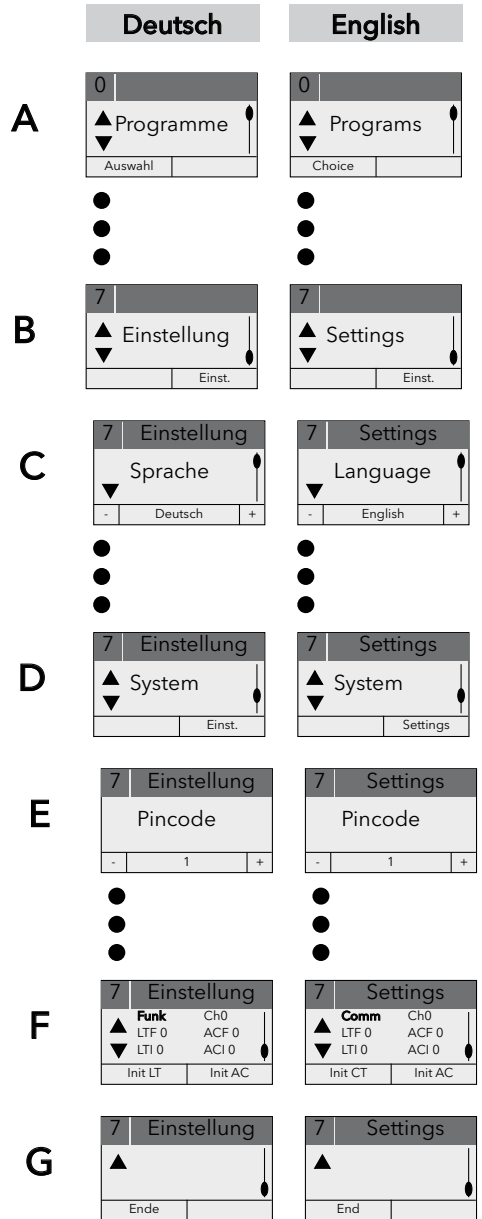 Deutsch English
A
0 0
Programme Programs
Auswahl Choice
B
7 7
Einstellung Settings
Einst. Einst.
C
7 Einstellung 7 Settings
Sprache Language
- Deutsch + - English +
D
7 Einstellung 7 Settings
System System
Einst. Settings
E
7 Einstellung 7 Settings
Pincode Pincode
- 1 + - 1 +
F
7 Einstellung 7 Settings
Funk Ch0 Comm Ch0
LTF 0 ACF 0 LTF 0 ACF 0
LTI 0 ACI 0 LTI 0 ACI 0
Init LT Init AC Init CT Init AC
G
7 Einstellung 7 Settings
Ende End